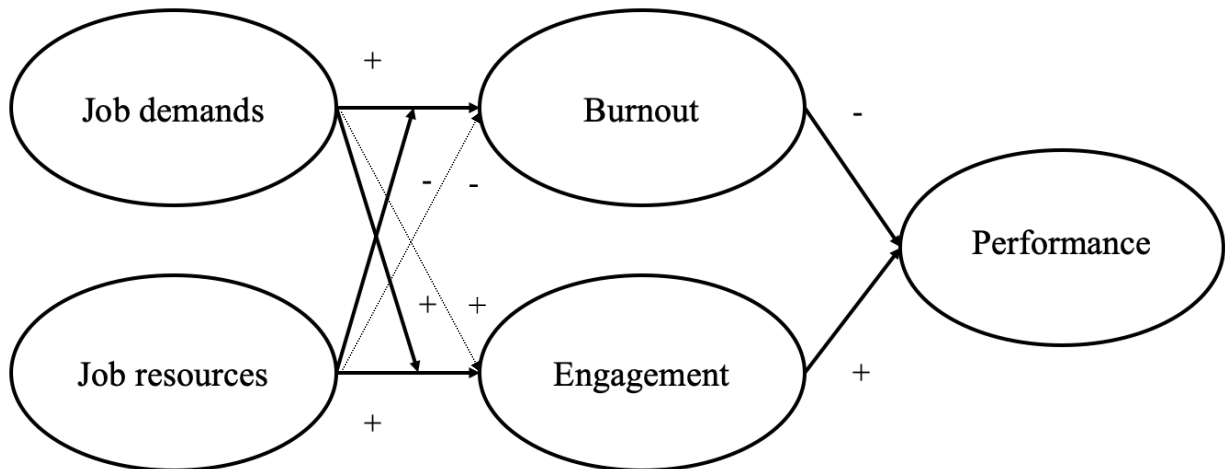 +
Job demands
Burnout
-
- -
Performance
+ +
Job resources
Engagement
+
+